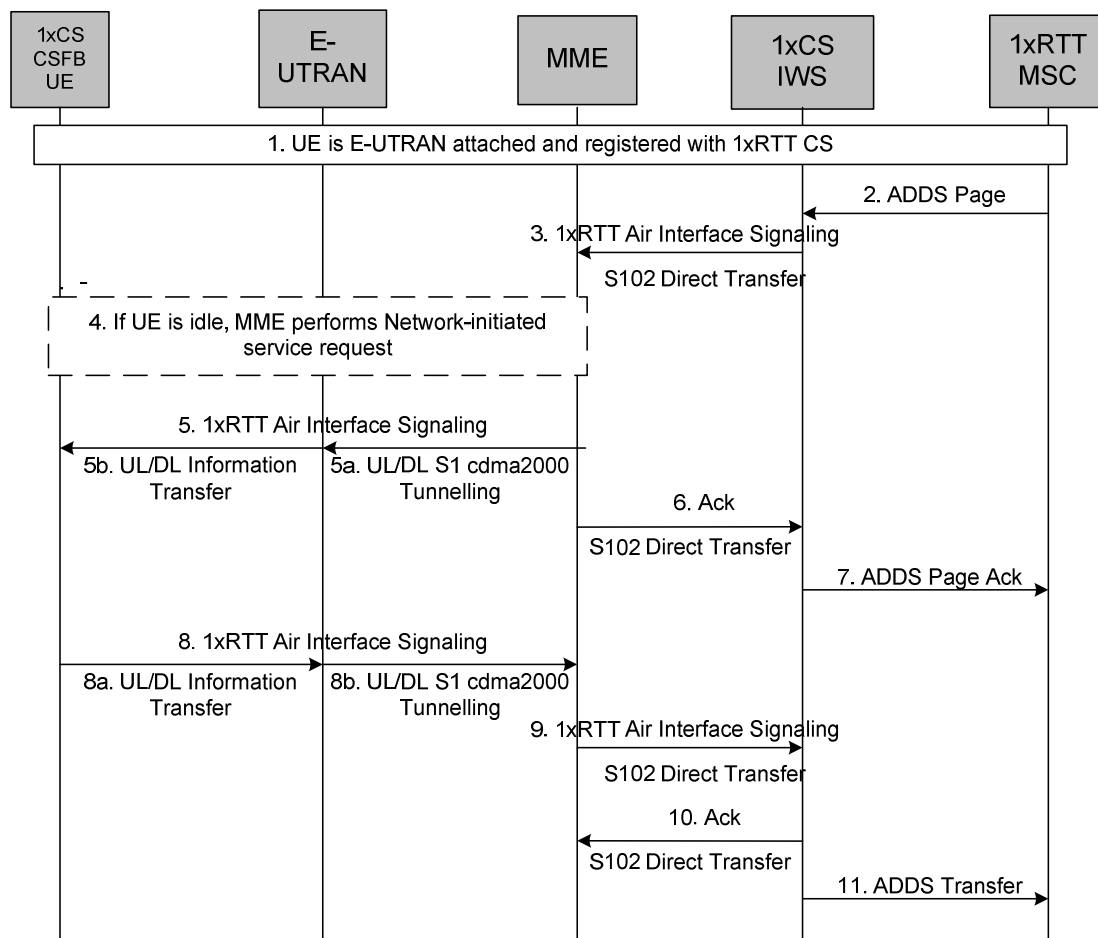 1xCS
CSFB
UE
E-
UTRAN
MME
1xCS
IWS
1xRTT
MSC
1. UE is E-UTRAN attached and registered with 1xRTT CS
2. ADDS Page
3. 1xRTT Air Interface Signaling
S102 Direct Transfer
4. If UE is idle, MME performs Network-initiated
service request
5. 1xRTT Air Interface Signaling
5b. UL/DL Information
Transfer
5a. UL/DL S1 cdma2000
Tunnelling
6. Ack
S102 Direct Transfer
7. ADDS Page Ack
8. 1xRTT Air Interface Signaling
8a. UL/DL Information
Transfer
8b. UL/DL S1 cdma2000
Tunnelling
9. 1xRTT Air Interface Signaling
S102 Direct Transfer
10. Ack
S102 Direct Transfer
11. ADDS Transfer